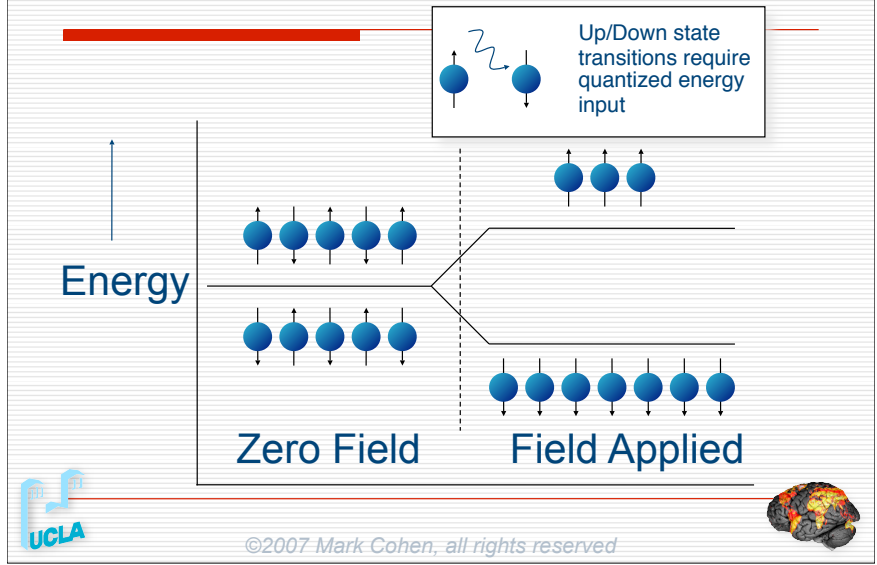 Up/Down state
transitions require
quantized energy
input
Energy
Zero Field
Field Applied
UCLA
©2007 Mark Cohen, all rights reserved